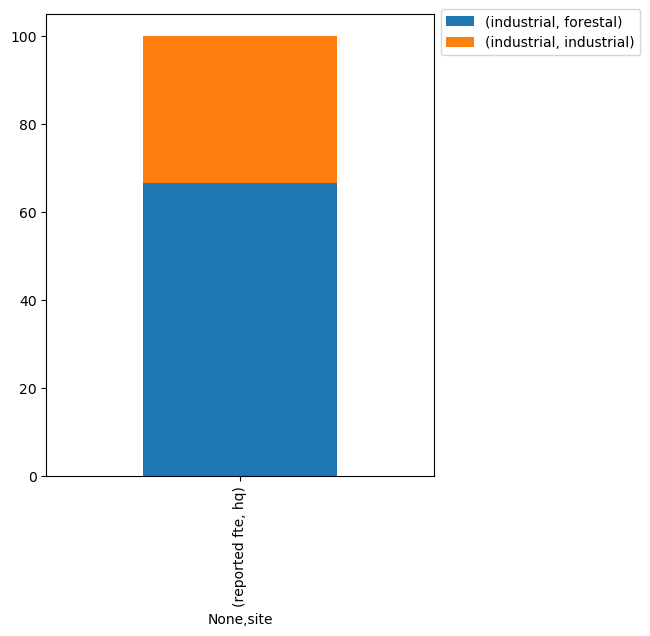 (industrial, forestal)
(industrial, industrial)
100
80
60
40
20
0
(reported fte, hq)
None,site